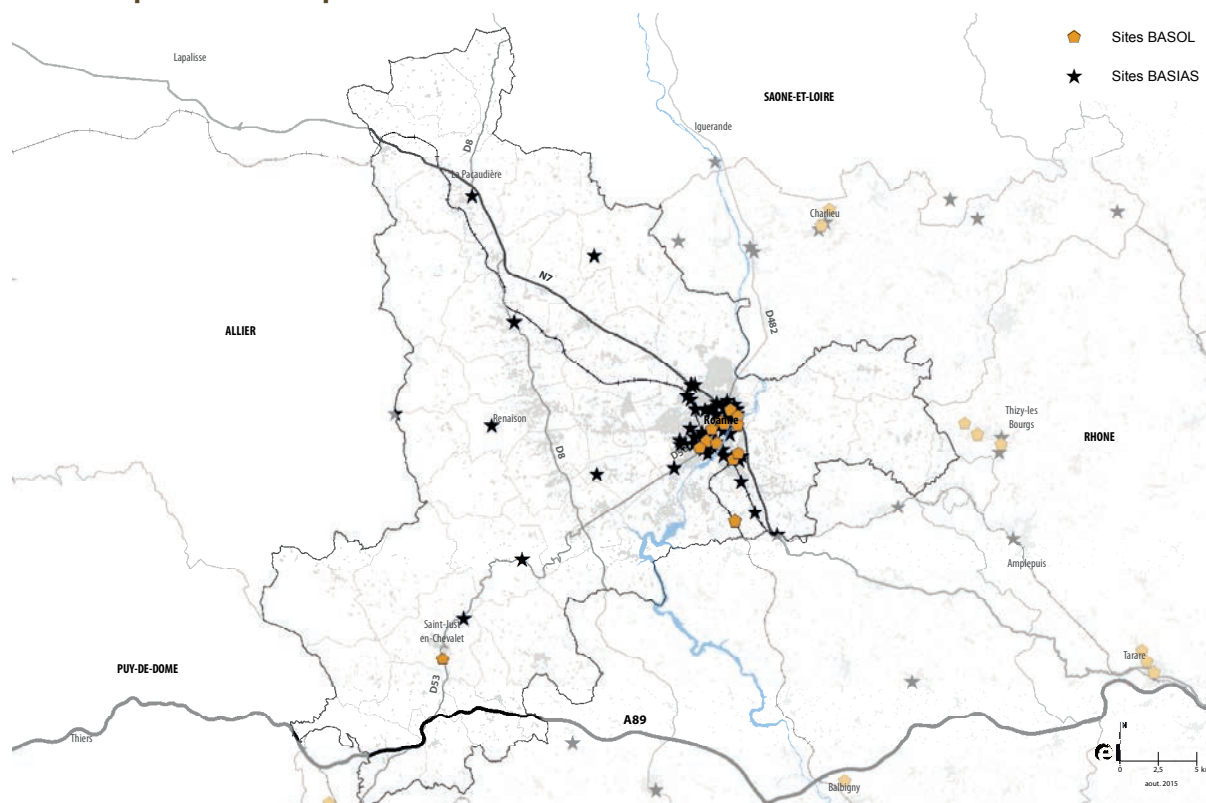 Sites BASOL
Sites BASIAS
Lapalisse
SAONE-ET-LOIRE
Iguerande
D8
La Pacaudière
Charlieu
N7
ALLIER
D482
Renaison
Roanne
Thizy-les
Bourgs
RHONE
D8
Amplepuis
Saint-Just
en-Chevalet
Tarare
PUY-DE-DOME
D53
A89
Thiers
Balbigny
0
2,5
5 k
aout. 2015